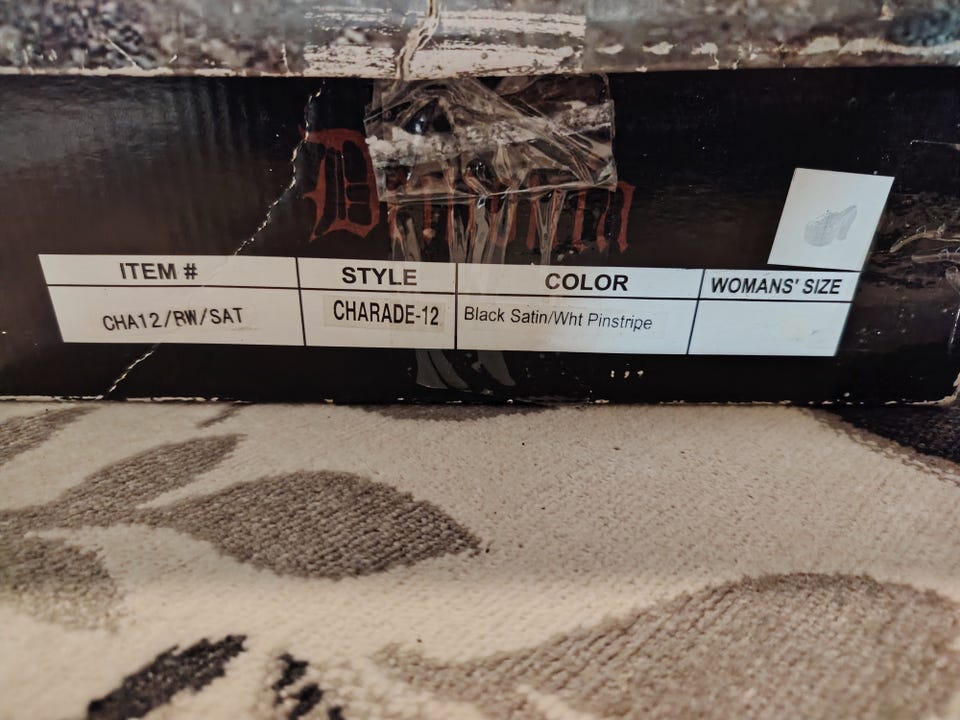 ITEM # STYLE COLOR WOMANS' SIZE
CHA12/BW/SAT CHARADE-12 Black Satin/Wht Pinstripe